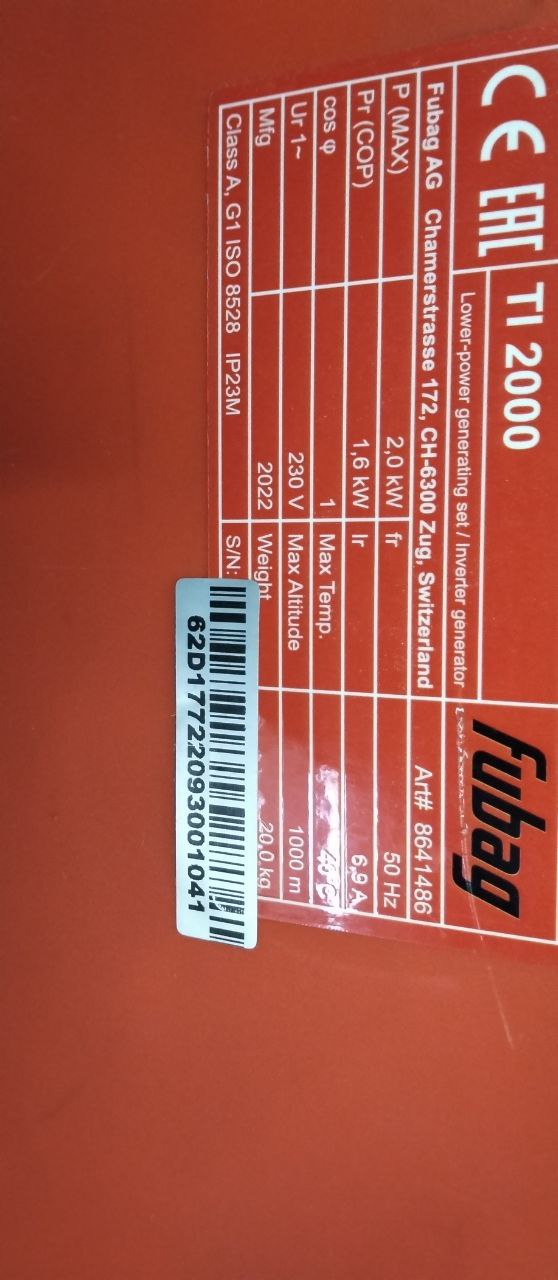 CE EAC TI 2000
Lower-power generating set / Inverter generator
Fubag
Fubag AG Chamerstrasse 172, CH-6300 Zug, Switzerland Art# 8641486
P (MAX) 2,0 kW fr 50 Hz
Pr (COP) 1,6 kW Ir 6,9 A
cos φ 1 Max Temp. 40°C
Ur 1~ 230 V Max Altitude 1000 m
Mfg 2022 Weight 20,0 kg
Class A, G1 ISO 8528 IP23M S/N:
62D17722093001041